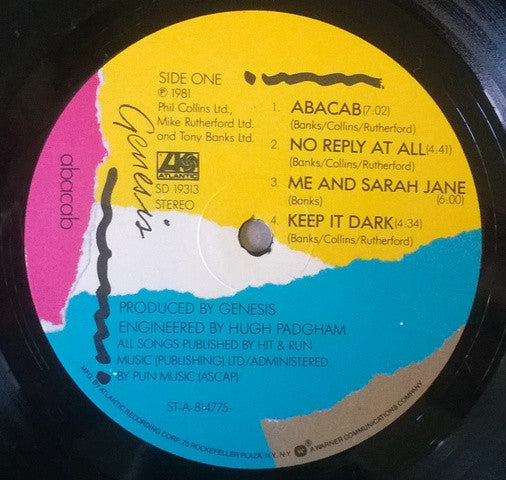 SIDE ONE
℗ 1981
Phil Collins Ltd.,
Mike Rutherford Ltd.
and Tony Banks Ltd.
ATLANTIC
SD 19313
STEREO
1. ABACAB (7:02)
(Banks/Collins/Rutherford)
2. NO REPLY AT ALL (4:41)
(Banks/Collins/Rutherford)
3. ME AND SARAH JANE
(Banks) (6:00)
4. KEEP IT DARK (4:34)
(Banks/Collins/Rutherford)
Genesis
abacab
PRODUCED BY GENESIS
ENGINEERED BY HUGH PADGHAM
ALL SONGS PUBLISHED BY HIT & RUN
MUSIC (PUBLISHING) LTD/ADMINISTERED
BY PUN MUSIC (ASCAP)
ST-A-814775-
MFG. BY ATLANTIC RECORDING CORP., 75 ROCKEFELLER PLAZA, N.Y., N.Y. A WARNER COMMUNICATIONS COMPANY